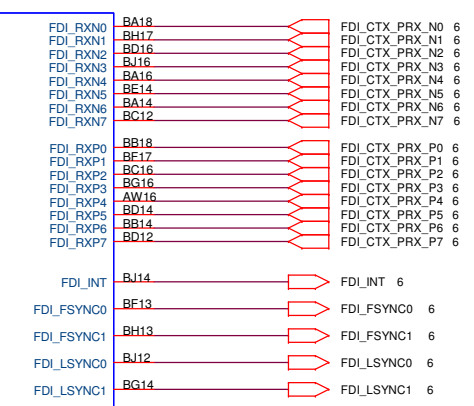 FDI_RXN0 BA18 FDI_CTX_PRX_N0 6
FDI_RXN1 BH17 FDI_CTX_PRX_N1 6
FDI_RXN2 BD16 FDI_CTX_PRX_N2 6
FDI_RXN3 BJ16 FDI_CTX_PRX_N3 6
FDI_RXN4 BA16 FDI_CTX_PRX_N4 6
FDI_RXN5 BE14 FDI_CTX_PRX_N5 6
FDI_RXN6 BA14 FDI_CTX_PRX_N6 6
FDI_RXN7 BC12 FDI_CTX_PRX_N7 6
FDI_RXP0 BB18 FDI_CTX_PRX_P0 6
FDI_RXP1 BF17 FDI_CTX_PRX_P1 6
FDI_RXP2 BC16 FDI_CTX_PRX_P2 6
FDI_RXP3 BG16 FDI_CTX_PRX_P3 6
FDI_RXP4 AW16 FDI_CTX_PRX_P4 6
FDI_RXP5 BD14 FDI_CTX_PRX_P5 6
FDI_RXP6 BB14 FDI_CTX_PRX_P6 6
FDI_RXP7 BD12 FDI_CTX_PRX_P7 6
FDI_INT BJ14 FDI_INT 6
FDI_FSYNC0 BF13 FDI_FSYNC0 6
FDI_FSYNC1 BH13 FDI_FSYNC1 6
FDI_LSYNC0 BJ12 FDI_LSYNC0 6
FDI_LSYNC1 BG14 FDI_LSYNC1 6